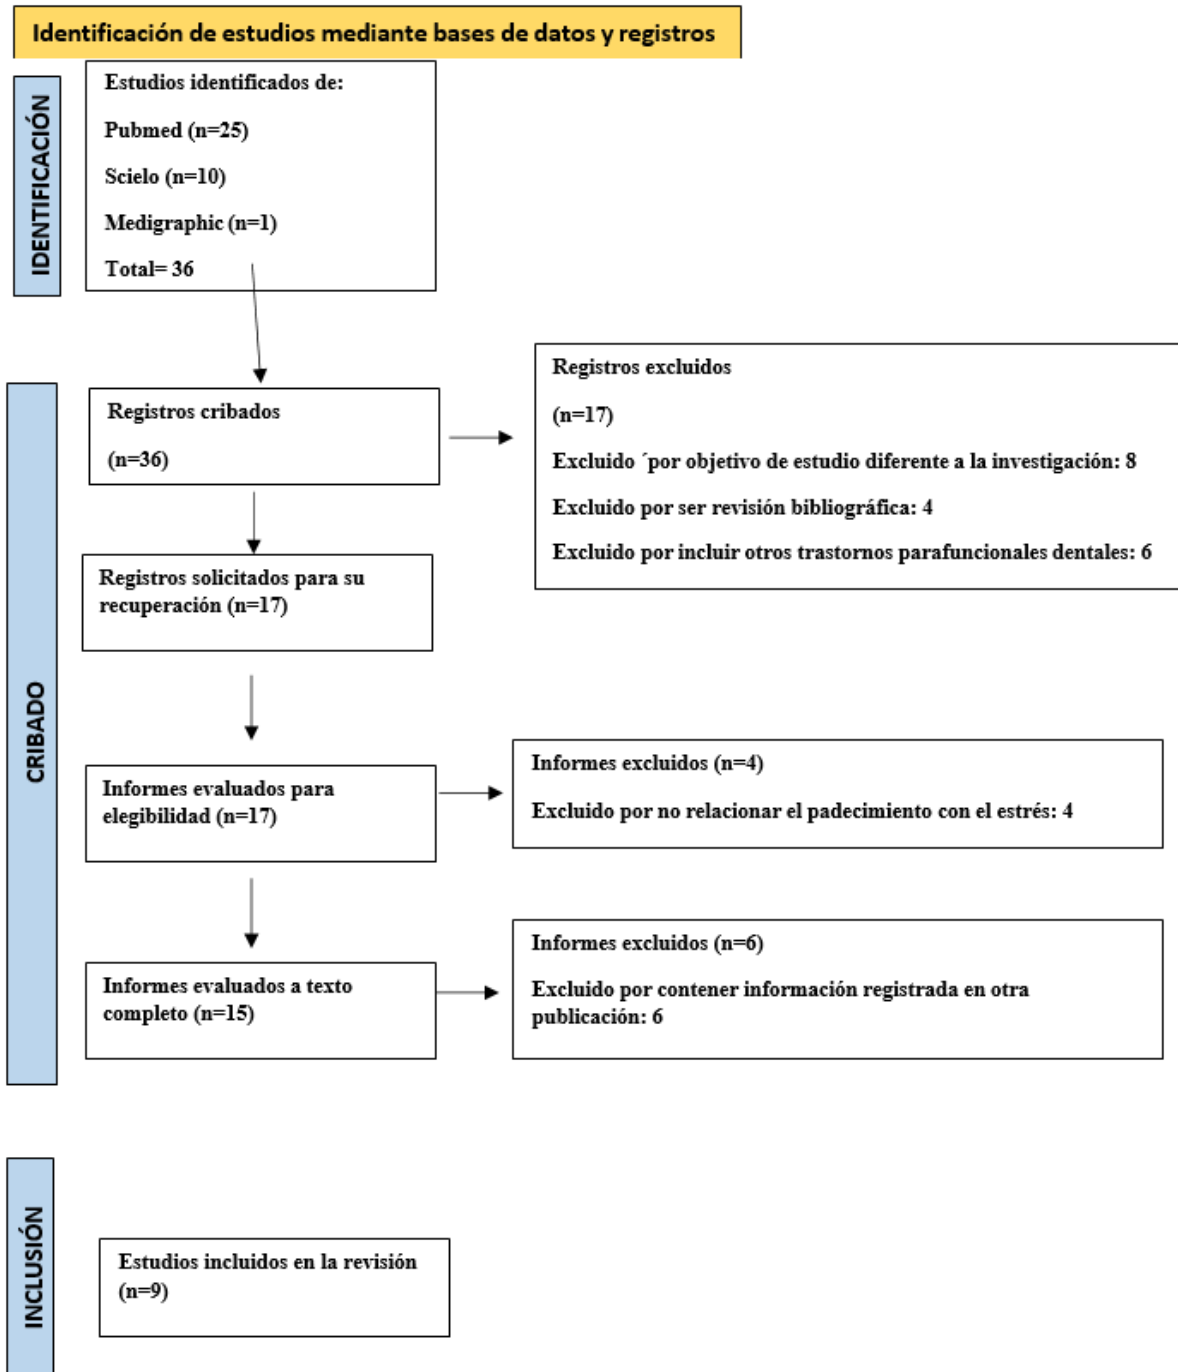 Identificación de estudios mediante bases de datos y registros
IDENTIFICACIÓN
Estudios identificados de:
Pubmed (n=25)
Scielo (n=10)
Medigraphic (n=1)
Total= 36
CRIBADO
Registros cribados
(n=36)
Registros excluidos
(n=17)
Excluido ´por objetivo de estudio diferente a la investigación: 8
Excluido por ser revisión bibliográfica: 4
Excluido por incluir otros trastornos parafuncionales dentales: 6
Registros solicitados para su
recuperación (n=17)
Informes evaluados para
elegibilidad (n=17)
Informes excluidos (n=4)
Excluido por no relacionar el padecimiento con el estrés: 4
Informes evaluados a texto
completo (n=15)
Informes excluidos (n=6)
Excluido por contener información registrada en otra
publicación: 6
INCLUSIÓN
Estudios incluidos en la revisión
(n=9)